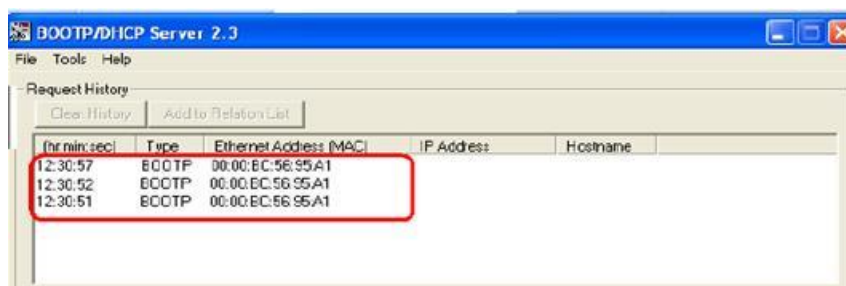 BOOTP/DHCP Server 2.3
File Tools Help
Request History
Clear History Add to Relation List
(hr:min:sec) Type Ethernet Address (MAC) IP Address Hostname
12:30:57 BOOTP 00:00:BC:56:95:A1
12:30:52 BOOTP 00:00:BC:56:95:A1
12:30:51 BOOTP 00:00:BC:56:95:A1